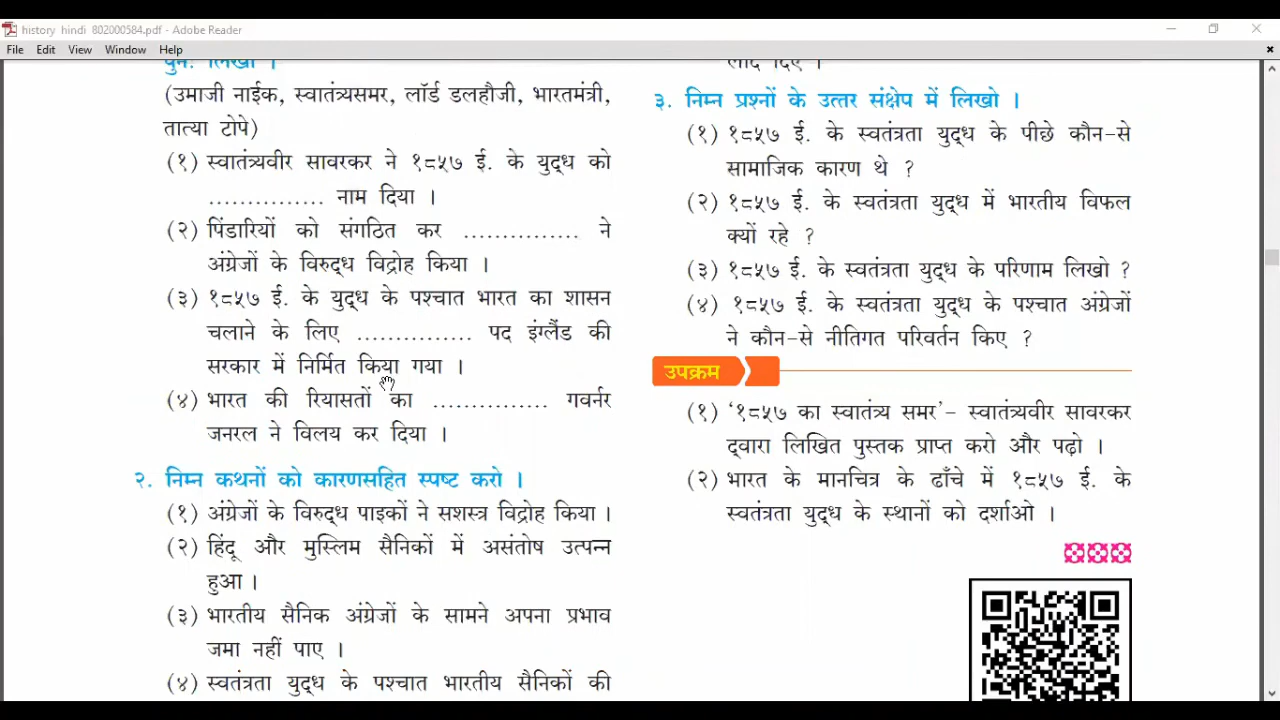 history hindi 802000584.pdf - Adobe Reader
File Edit View Window Help
पुनः लिखो ।
(उमाजी नाईक, स्वातंत्र्यसमर, लॉर्ड डलहौजी, भारतमंत्री,
तात्या टोपे)
(१) स्वातंत्र्यवीर सावरकर ने १८५७ ई. के युद्ध को
............... नाम दिया ।
(२) पिंडारियों को संगठित कर ............... ने
अंग्रेजों के विरुद्ध विद्रोह किया ।
(३) १८५७ ई. के युद्ध के पश्चात भारत का शासन
चलाने के लिए ............... पद इंग्लैंड की
सरकार में निर्मित किया गया ।
(४) भारत की रियासतों का ............... गवर्नर
जनरल ने विलय कर दिया ।
२. निम्न कथनों को कारणसहित स्पष्ट करो ।
(१) अंग्रेजों के विरुद्ध पाइकों ने सशस्त्र विद्रोह किया ।
(२) हिंदू और मुस्लिम सैनिकों में असंतोष उत्पन्न
हुआ ।
(३) भारतीय सैनिक अंग्रेजों के सामने अपना प्रभाव
जमा नहीं पाए ।
(४) स्वतंत्रता युद्ध के पश्चात भारतीय सैनिकों की
लाद दिए ।
३. निम्न प्रश्नों के उत्तर संक्षेप में लिखो ।
(१) १८५७ ई. के स्वतंत्रता युद्ध के पीछे कौन-से
सामाजिक कारण थे ?
(२) १८५७ ई. के स्वतंत्रता युद्ध में भारतीय विफल
क्यों रहे ?
(३) १८५७ ई. के स्वतंत्रता युद्ध के परिणाम लिखो ?
(४) १८५७ ई. के स्वतंत्रता युद्ध के पश्चात अंग्रेजों
ने कौन-से नीतिगत परिवर्तन किए ?
उपक्रम
(१) ‘१८५७ का स्वातंत्र्य समर’- स्वातंत्र्यवीर सावरकर
द्वारा लिखित पुस्तक प्राप्त करो और पढ़ो ।
(२) भारत के मानचित्र के ढाँचे में १८५७ ई. के
स्वतंत्रता युद्ध के स्थानों को दर्शाओ ।